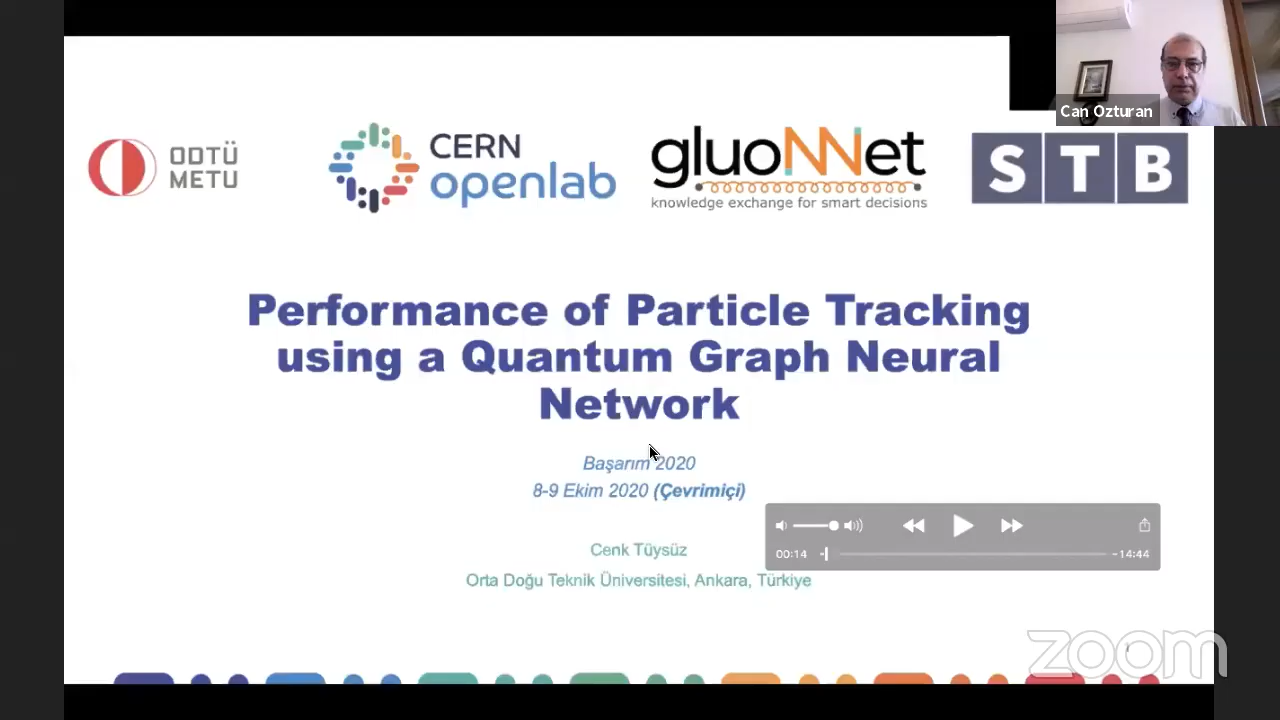 Can Ozturan
ODTÜ
METU
CERN
openlab
gluoNNet
knowledge exchange for smart decisions
STB
Performance of Particle Tracking
using a Quantum Graph Neural
Network
Başarım 2020
8-9 Ekim 2020 (Çevrimiçi)
00:14
-14:44
Cenk Tüysüz
Orta Doğu Teknik Üniversitesi, Ankara, Türkiye
zoom